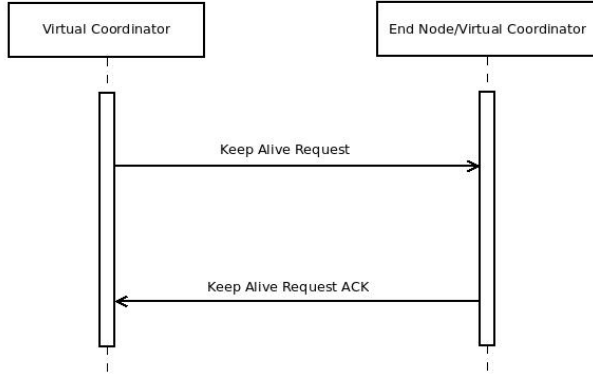 Virtual Coordinator
End Node/Virtual Coordinator
Keep Alive Request
Keep Alive Request ACK